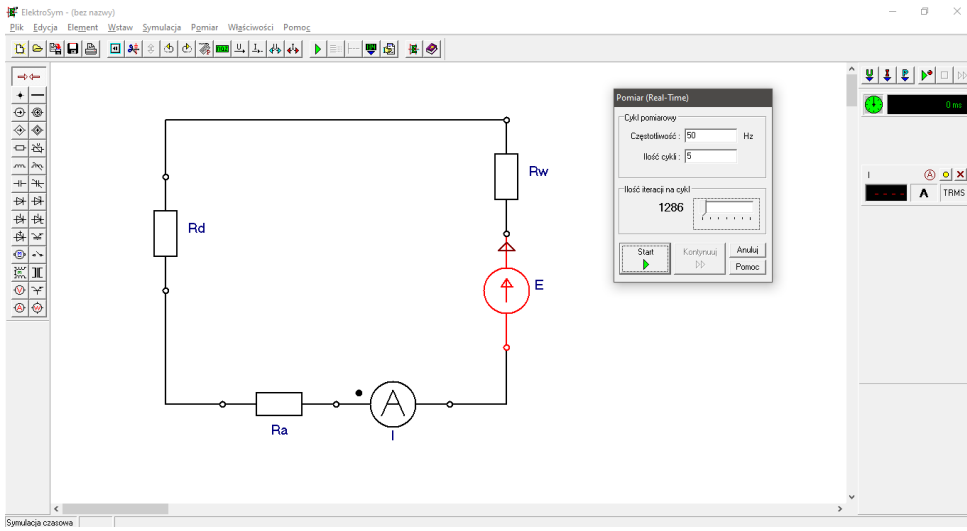 ElektroSym - (bez nazwy)
Plik Edycja Element Wstaw Symulacja Pomiar Właściwości Pomoc
Pomiar (Real-Time)
Cykl pomiarowy
Częstotliwość : 50 Hz
Ilość cykli : 5
Ilość iteracji na cykl
1286
Start
Kontynuuj
Anuluj
Pomoc
0 ms
I
A
TRMS
Rw
Rd
E
A
Ra
I
Symulacja czasowa